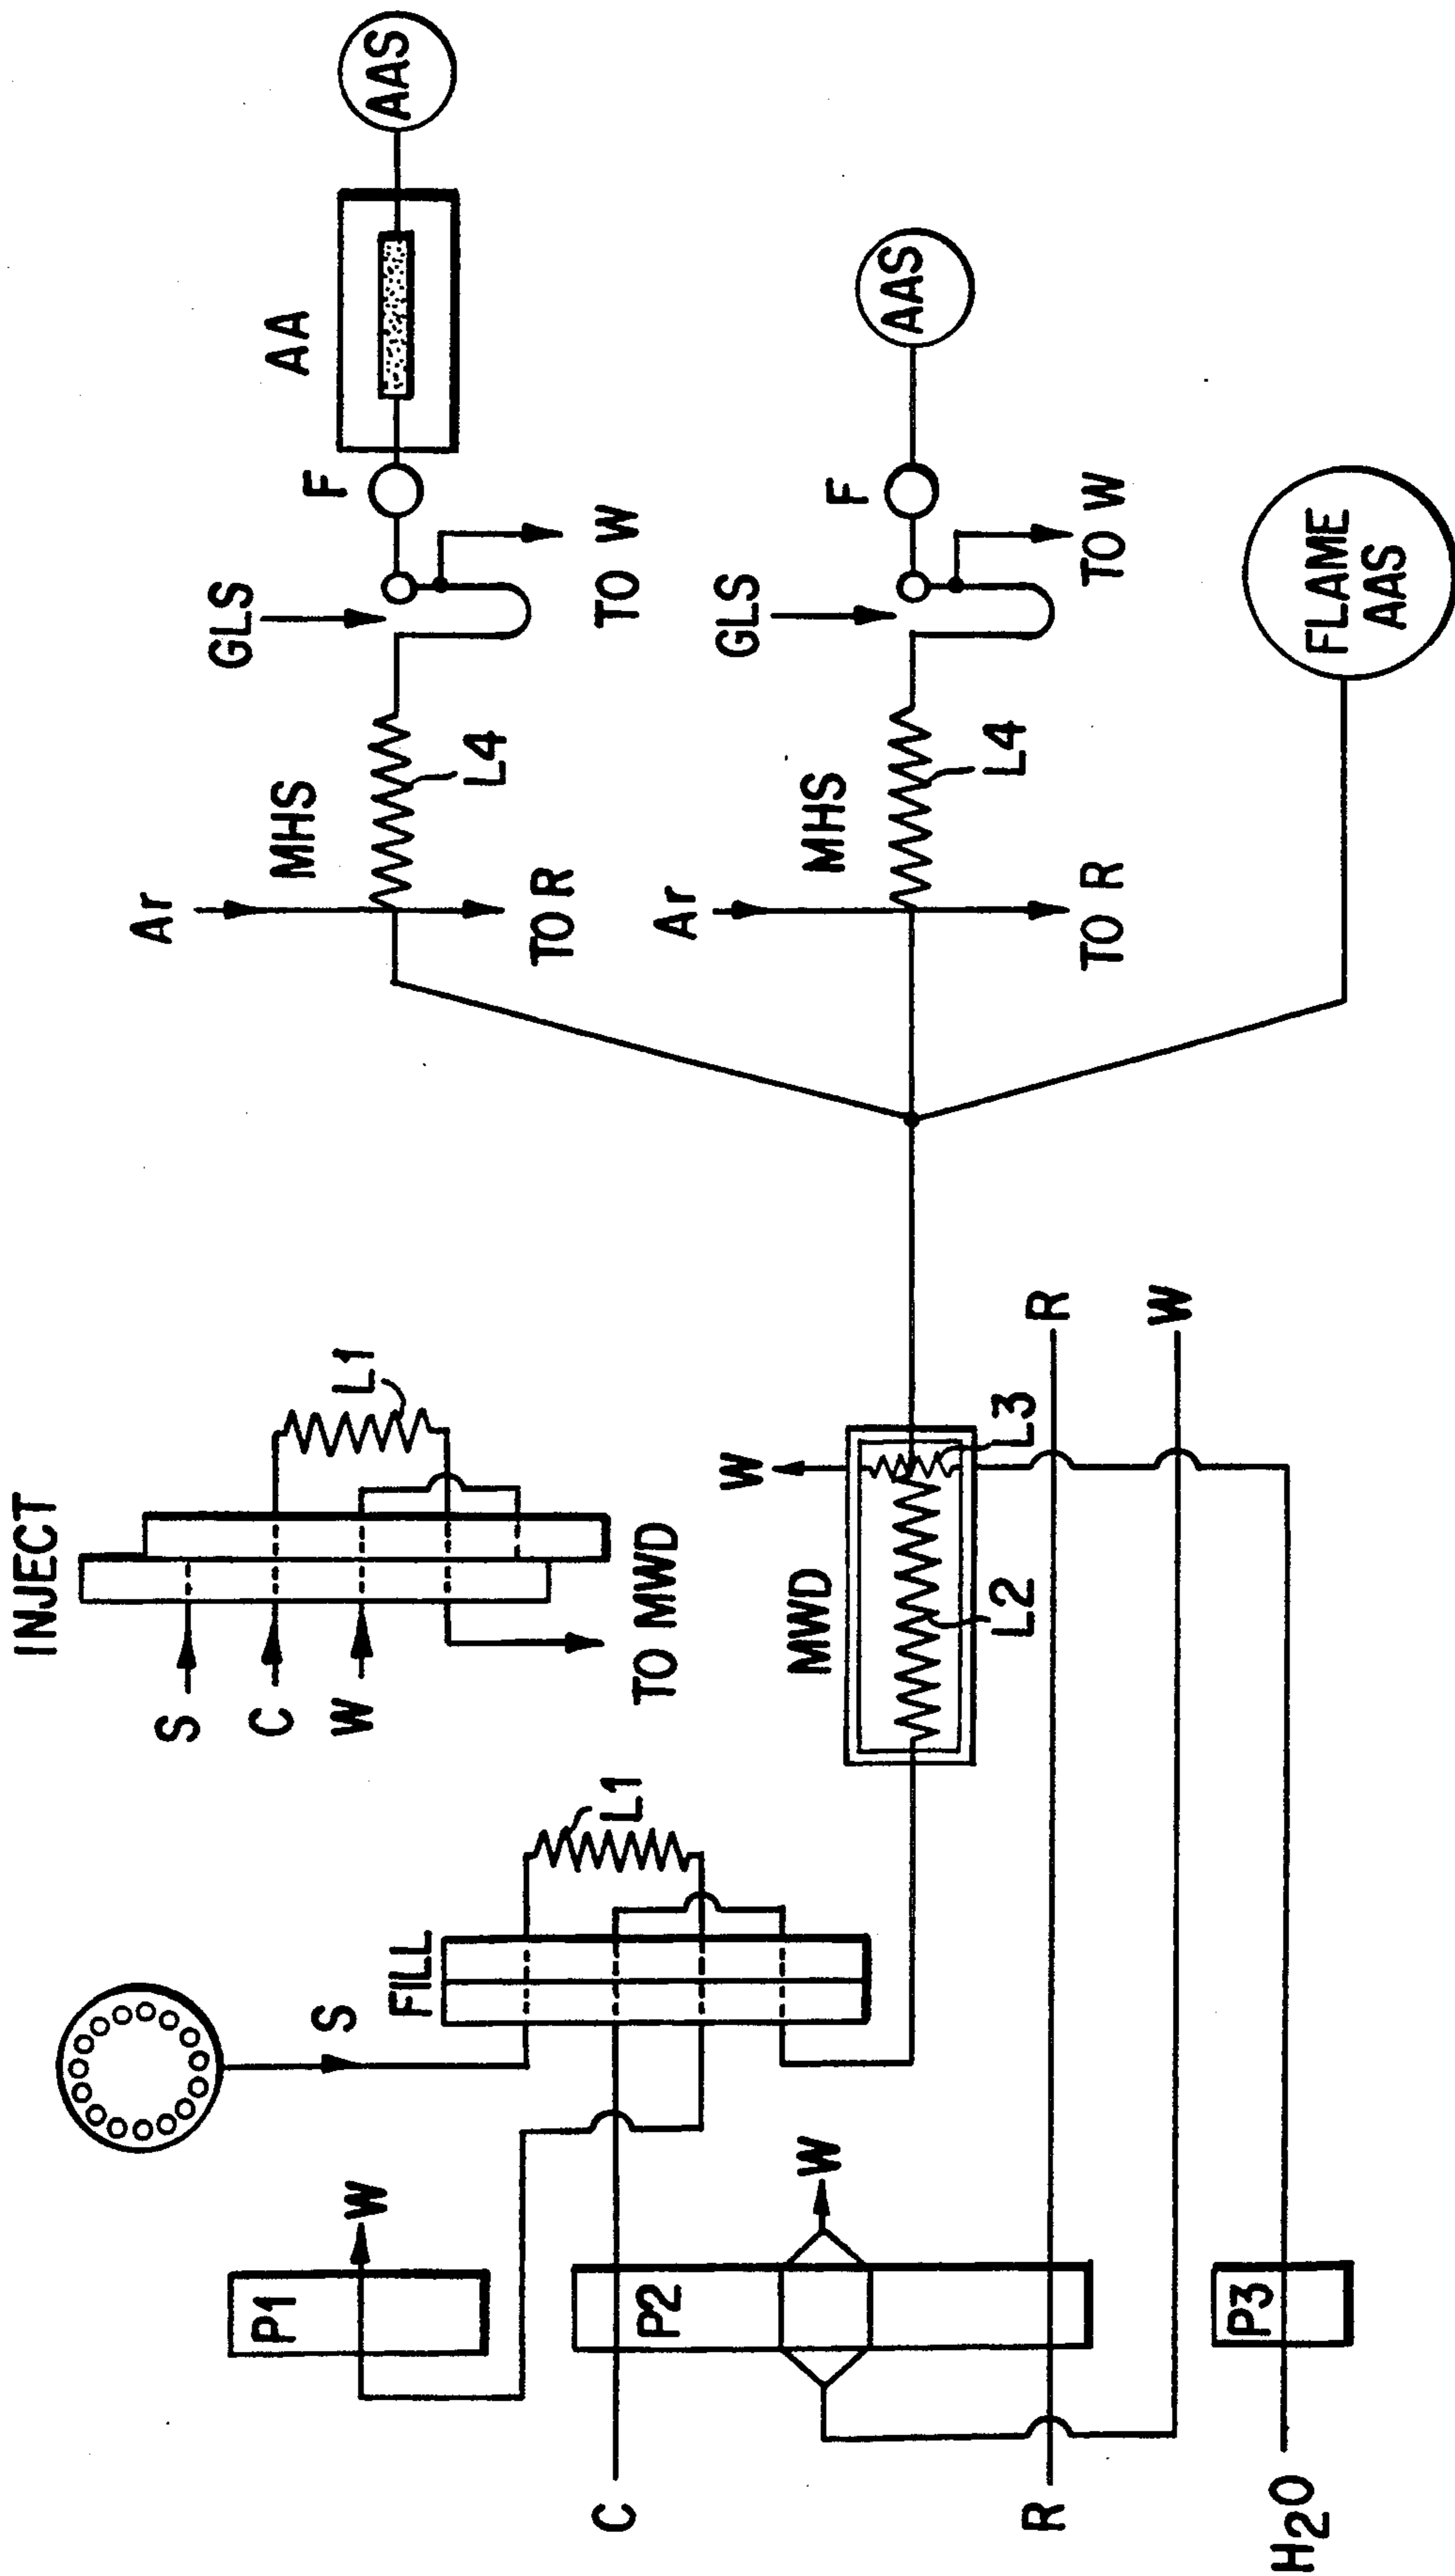 INJECT
S
C
W
TO MWD
L1
FILL
S
L1
P1
W
P2
W
C
R
P3
H2O
MWD
W
L2
L3
R
W
Ar
MHS
TO R
L4
GLS
TO W
F
AA
AAS
Ar
MHS
TO R
L4
GLS
TO W
F
AAS
FLAME
AAS